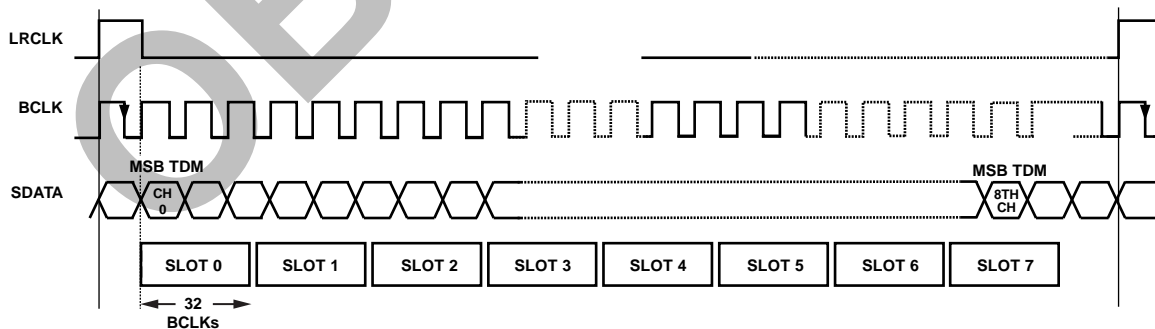 LRCLK
BCLK
MSB TDM
MSB TDM
SDATA
CH
0
8TH
CH
SLOT 0
SLOT 1
SLOT 2
SLOT 3
SLOT 4
SLOT 5
SLOT 6
SLOT 7
32
BCLKs